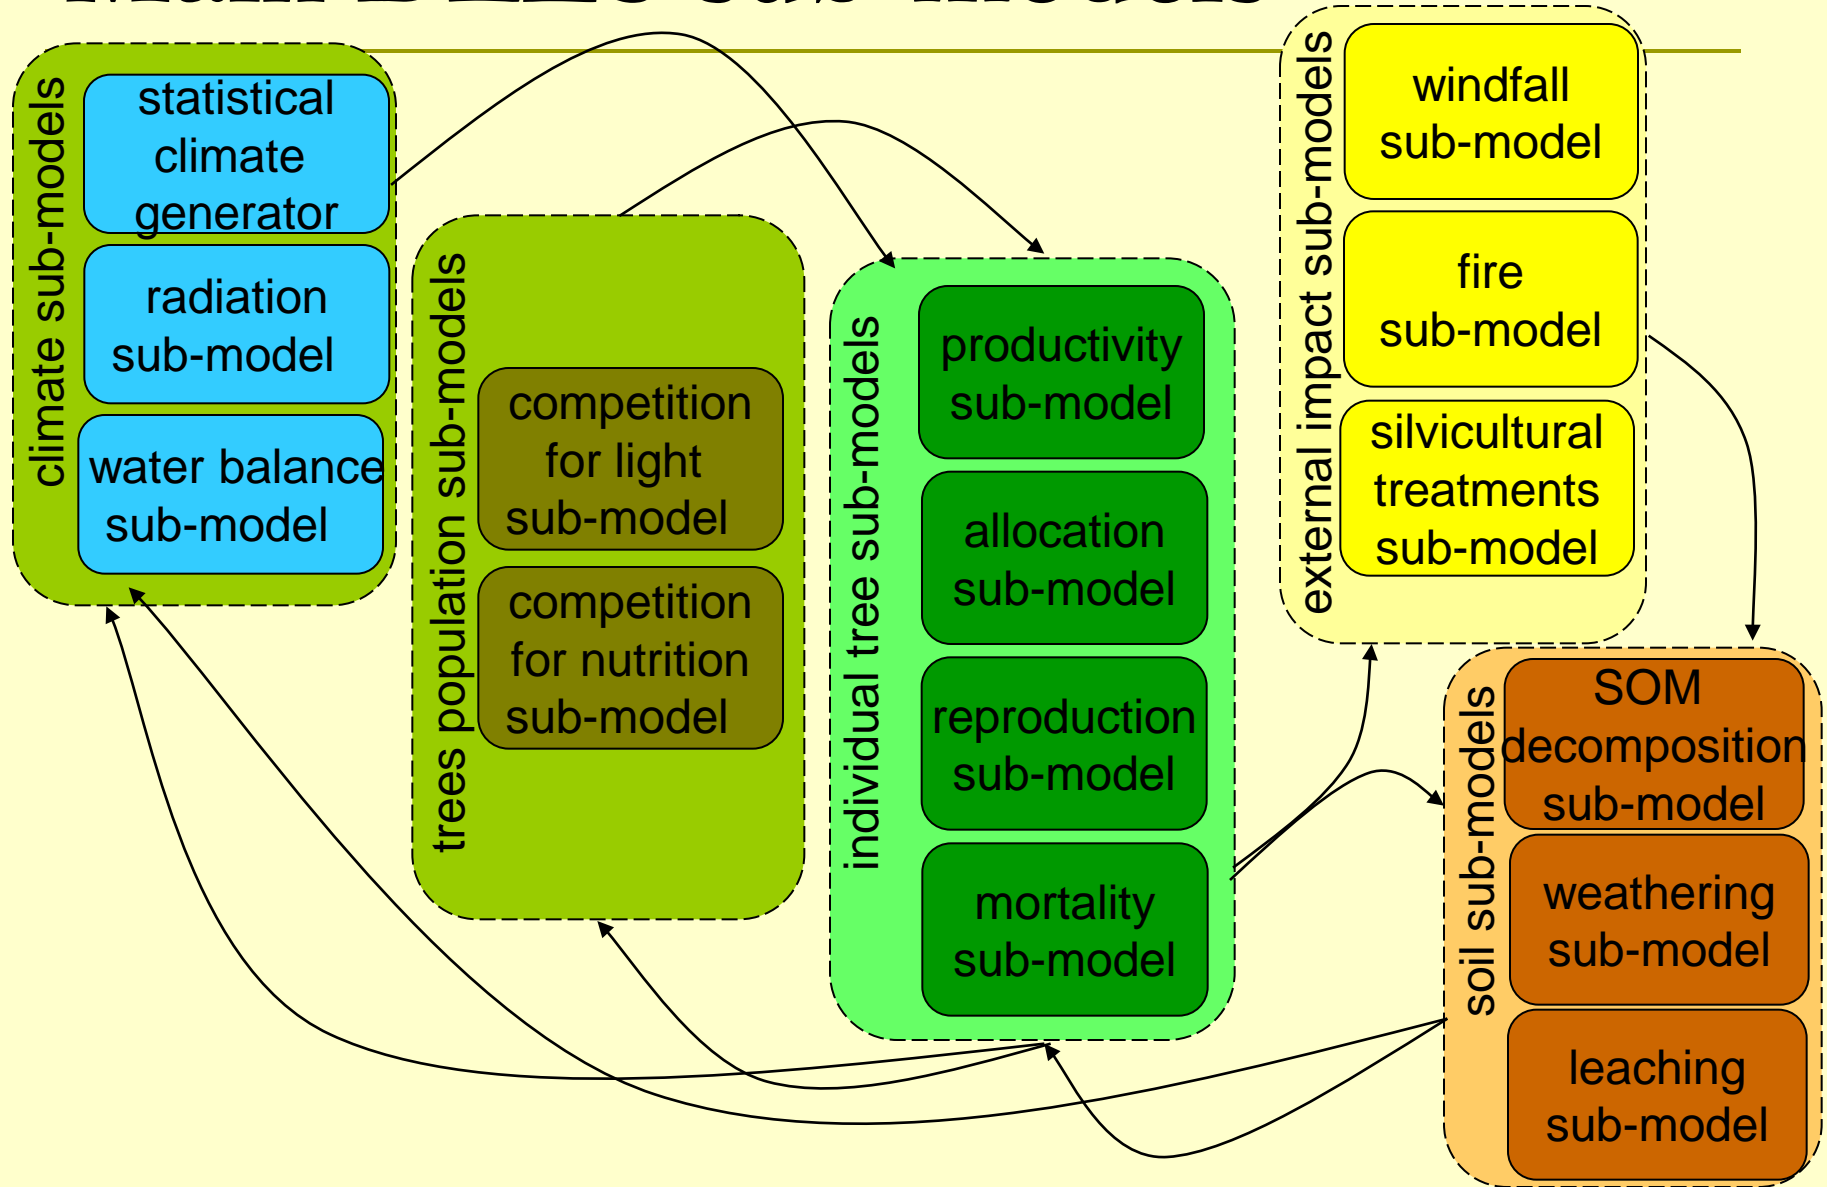 climate sub-models
statistical
climate
generator
radiation
sub-model
water balance
sub-model
trees population sub-models
competition
for light
sub-model
competition
for nutrition
sub-model
individual tree sub-models
productivity
sub-model
allocation
sub-model
reproduction
sub-model
mortality
sub-model
external impact sub-models
windfall
sub-model
fire
sub-model
silvicultural
treatments
sub-model
soil sub-models
SOM
decomposition
sub-model
weathering
sub-model
leaching
sub-model